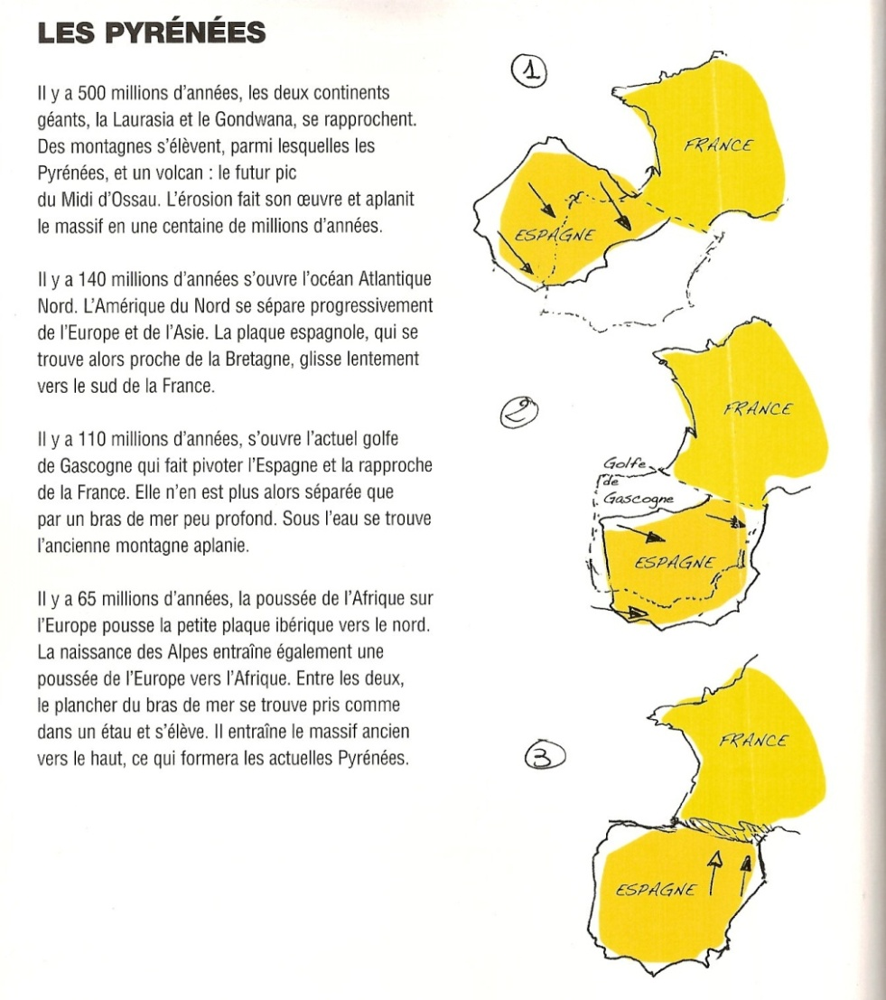 LES PYRÉNÉES
Il y a 500 millions d'années, les deux continents
géants, la Laurasia et le Gondwana, se rapprochent.
Des montagnes s'élèvent, parmi lesquelles les
Pyrénées, et un volcan : le futur pic
du Midi d'Ossau. L'érosion fait son œuvre et aplanit
le massif en une centaine de millions d'années.
Il y a 140 millions d'années s'ouvre l'océan Atlantique
Nord. L'Amérique du Nord se sépare progressivement
de l'Europe et de l'Asie. La plaque espagnole, qui se
trouve alors proche de la Bretagne, glisse lentement
vers le sud de la France.
Il y a 110 millions d'années, s'ouvre l'actuel golfe
de Gascogne qui fait pivoter l'Espagne et la rapproche
de la France. Elle n'en est plus alors séparée que
par un bras de mer peu profond. Sous l'eau se trouve
l'ancienne montagne aplanie.
Il y a 65 millions d'années, la poussée de l'Afrique sur
l'Europe pousse la petite plaque ibérique vers le nord.
La naissance des Alpes entraîne également une
poussée de l'Europe vers l'Afrique. Entre les deux,
le plancher du bras de mer se trouve pris comme
dans un étau et s'élève. Il entraîne le massif ancien
vers le haut, ce qui formera les actuelles Pyrénées.
1
FRANCE
ESPAGNE
2
FRANCE
Golfe
de
Gascogne
ESPAGNE
3
FRANCE
ESPAGNE